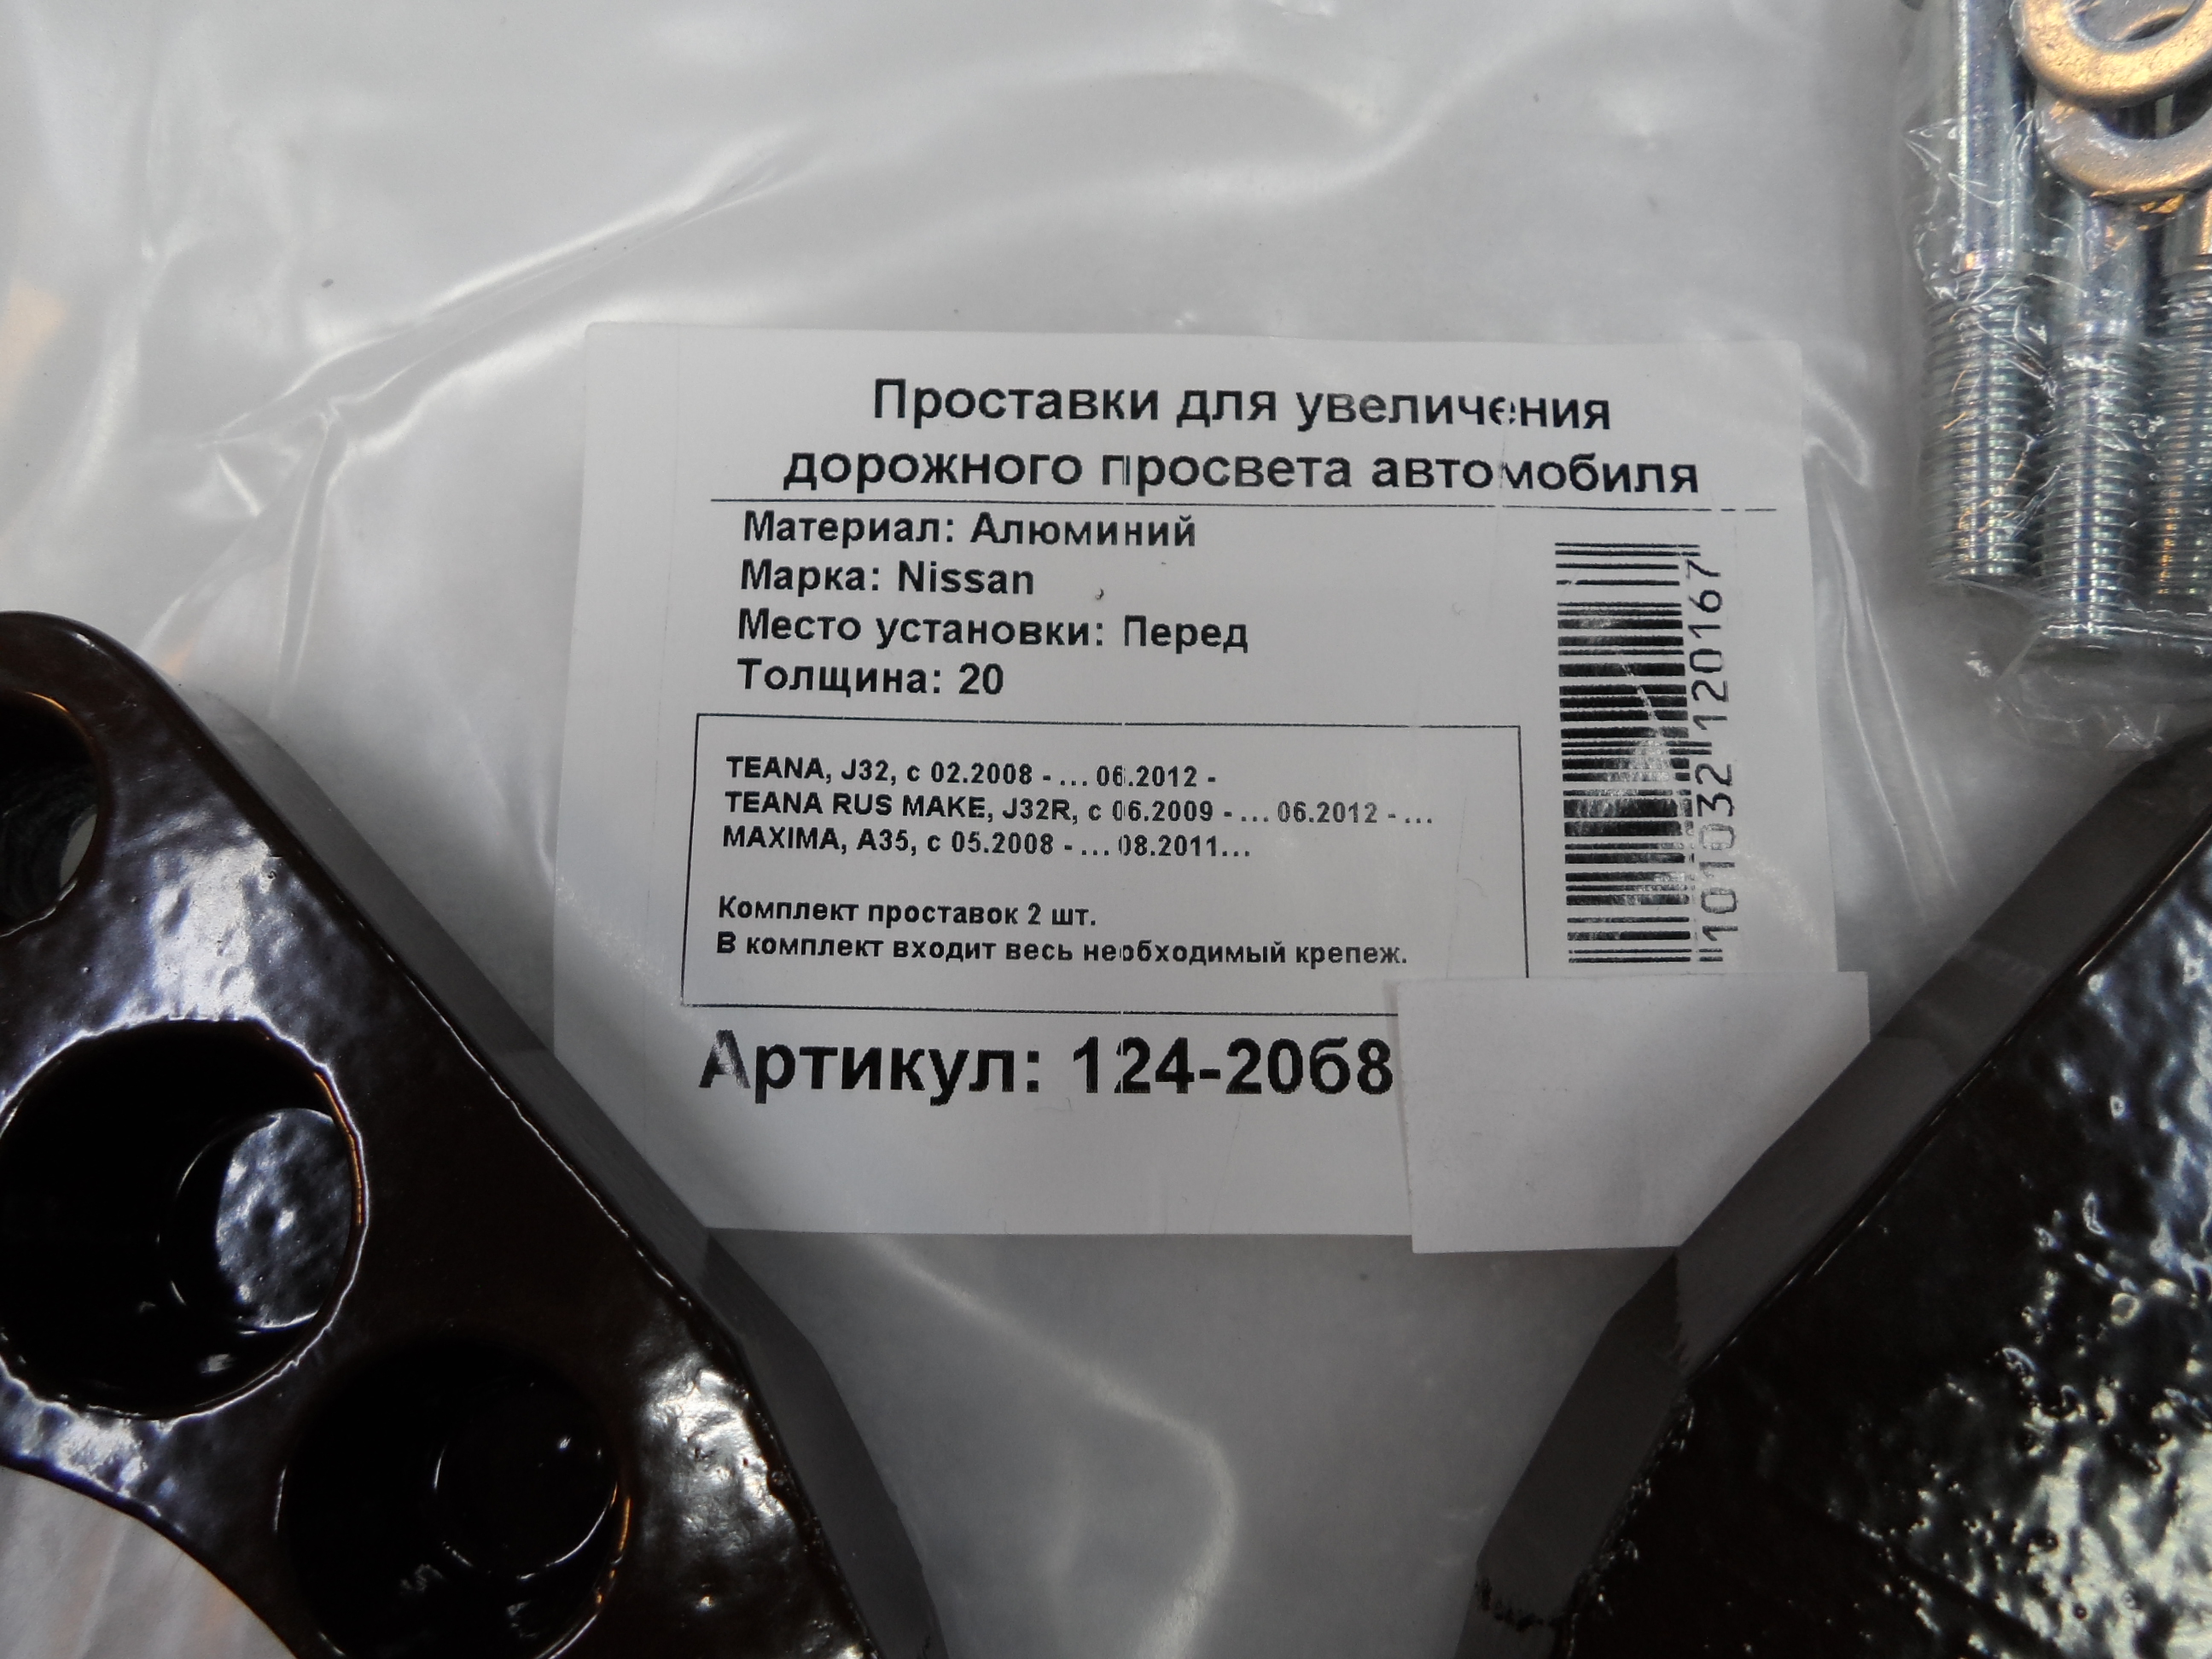 Проставки для увеличения
дорожного просвета автомобиля
Материал: Алюминий
Марка: Nissan
Место установки: Перед
Толщина: 20
TEANA, J32, с 02.2008 - ... 06.2012 -
TEANA RUS MAKE, J32R, с 06.2009 - ... 06.2012 - ...
MAXIMA, A35, с 05.2008 - ... 08.2011...
Комплект проставок 2 шт.
В комплект входит весь необходимый крепеж.
Артикул: 124-2068
101032120167